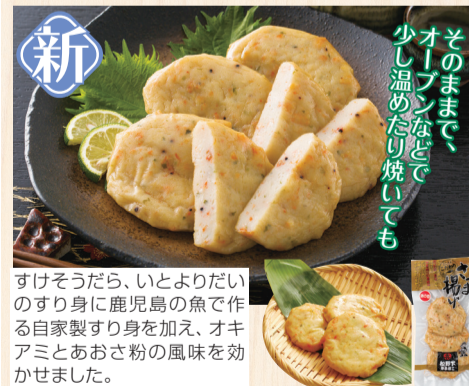 新
そのままで、
オーブンなどで
少し温めたり焼いても
すけそうだら、いとよりだい
のすり身に鹿児島の魚で作
る自家製すり身を加え、オキ
アミとあおさ粉の風味を効
かせました。
揚げ